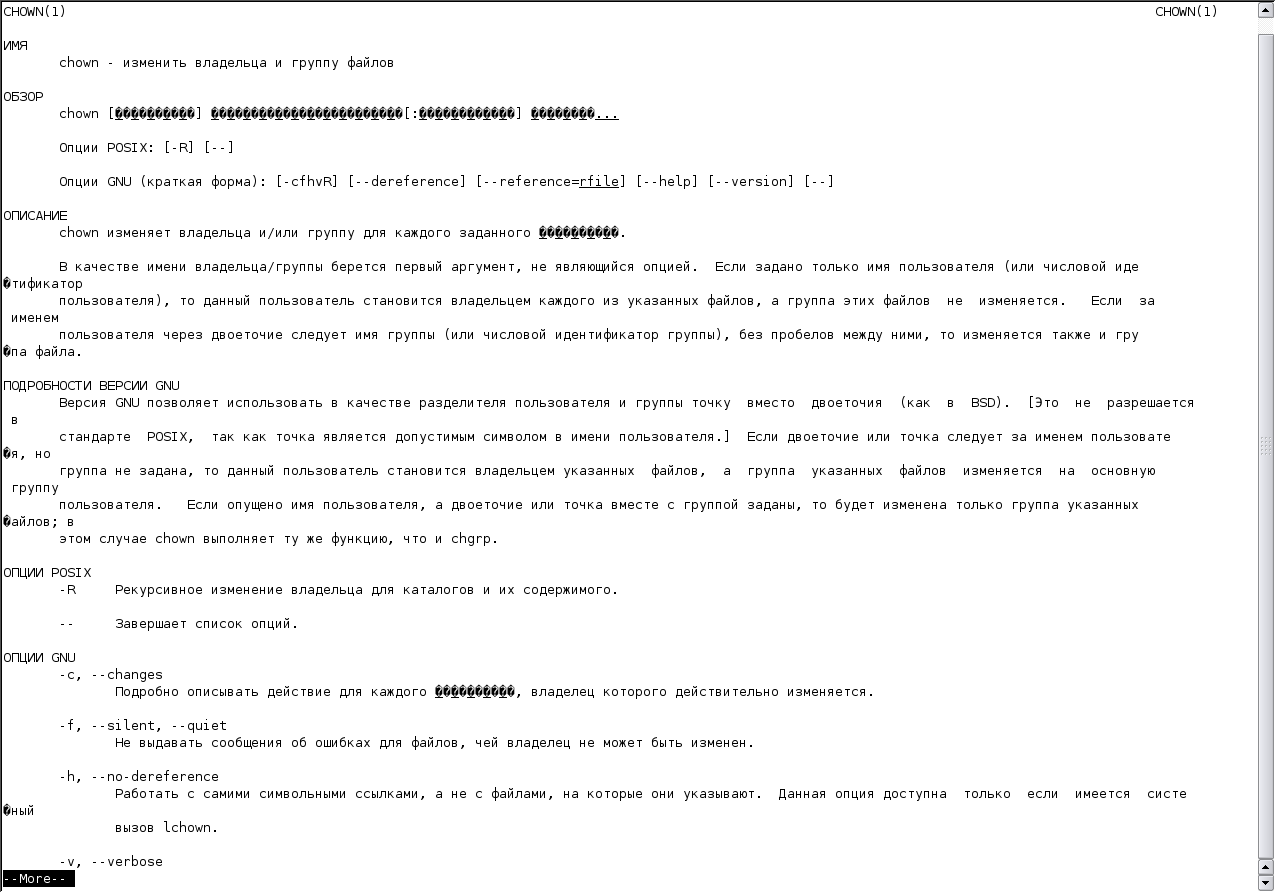 CHOWN(1) CHOWN(1)
ИМЯ
chown - изменить владельца и группу файлов
ОБЗОР
chown [�����������] ������������������������[:������������] ��������...
Опции POSIX: [-R] [--]
Опции GNU (краткая форма): [-cfhvR] [--dereference] [--reference=rfile] [--help] [--version] [--]
ОПИСАНИЕ
chown изменяет владельца и/или группу для каждого заданного ����������.
В качестве имени владельца/группы берется первый аргумент, не являющийся опцией. Если задано только имя пользователя (или числовой иде
�тификатор
пользователя), то данный пользователь становится владельцем каждого из указанных файлов, а группа этих файлов не изменяется. Если за
именем
пользователя через двоеточие следует имя группы (или числовой идентификатор группы), без пробелов между ними, то изменяется также и гру
�па файла.
ПОДРОБНОСТИ ВЕРСИИ GNU
Версия GNU позволяет использовать в качестве разделителя пользователя и группы точку вместо двоеточия (как в BSD). [Это не разрешается
в
стандарте POSIX, так как точка является допустимым символом в имени пользователя.] Если двоеточие или точка следует за именем пользовате
�я, но
группа не задана, то данный пользователь становится владельцем указанных файлов, а группа указанных файлов изменяется на основную
группу
пользователя. Если опущено имя пользователя, а двоеточие или точка вместе с группой заданы, то будет изменена только группа указанных
�айлов; в
этом случае chown выполняет ту же функцию, что и chgrp.
ОПЦИИ POSIX
-R Рекурсивное изменение владельца для каталогов и их содержимого.
-- Завершает список опций.
ОПЦИИ GNU
-c, --changes
Подробно описывать действие для каждого ����������, владелец которого действительно изменяется.
-f, --silent, --quiet
Не выдавать сообщения об ошибках для файлов, чей владелец не может быть изменен.
-h, --no-dereference
Работать с самими символьными ссылками, а не с файлами, на которые они указывают. Данная опция доступна только если имеется систе
�ный
вызов lchown.
-v, --verbose
--More--